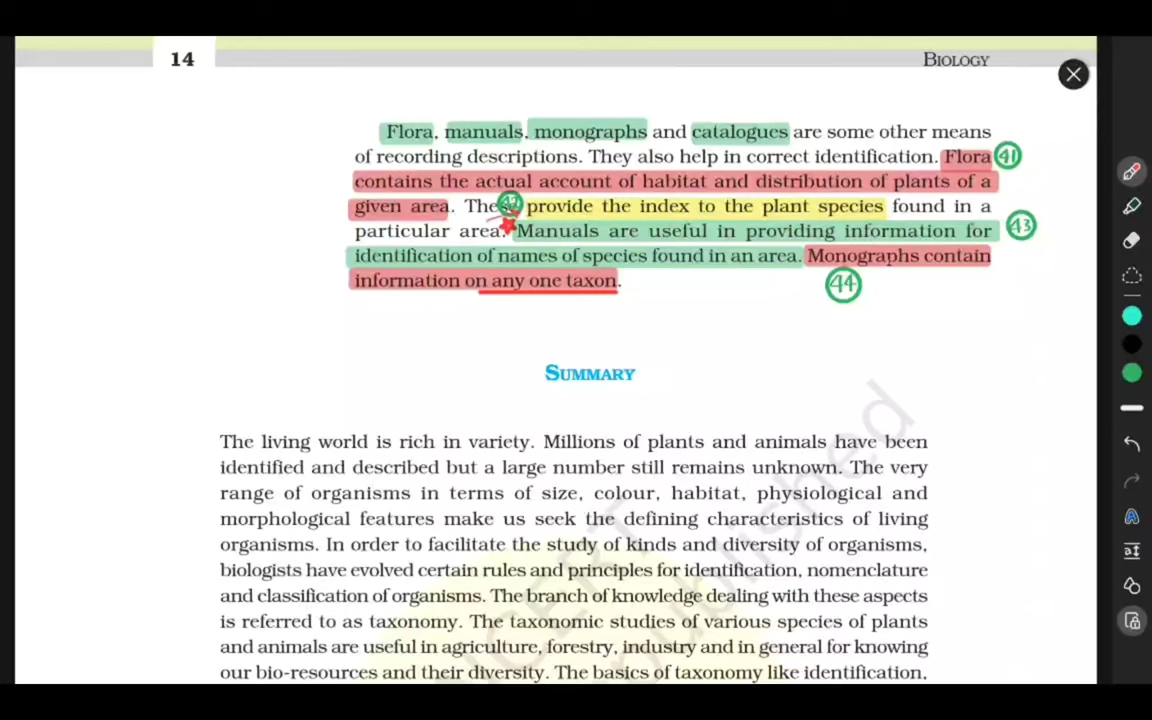 14
BIOLOGY
Flora, manuals, monographs and catalogues are some other means
of recording descriptions. They also help in correct identification. Flora 41
contains the actual account of habitat and distribution of plants of a
given area. These provide the index to the plant species found in a
particular area. Manuals are useful in providing information for 43
identification of names of species found in an area. Monographs contain
information on any one taxon. 44
SUMMARY
The living world is rich in variety. Millions of plants and animals have been
identified and described but a large number still remains unknown. The very
range of organisms in terms of size, colour, habitat, physiological and
morphological features make us seek the defining characteristics of living
organisms. In order to facilitate the study of kinds and diversity of organisms,
biologists have evolved certain rules and principles for identification, nomenclature
and classification of organisms. The branch of knowledge dealing with these aspects
is referred to as taxonomy. The taxonomic studies of various species of plants
and animals are useful in agriculture, forestry, industry and in general for knowing
our bio-resources and their diversity. The basics of taxonomy like identification,